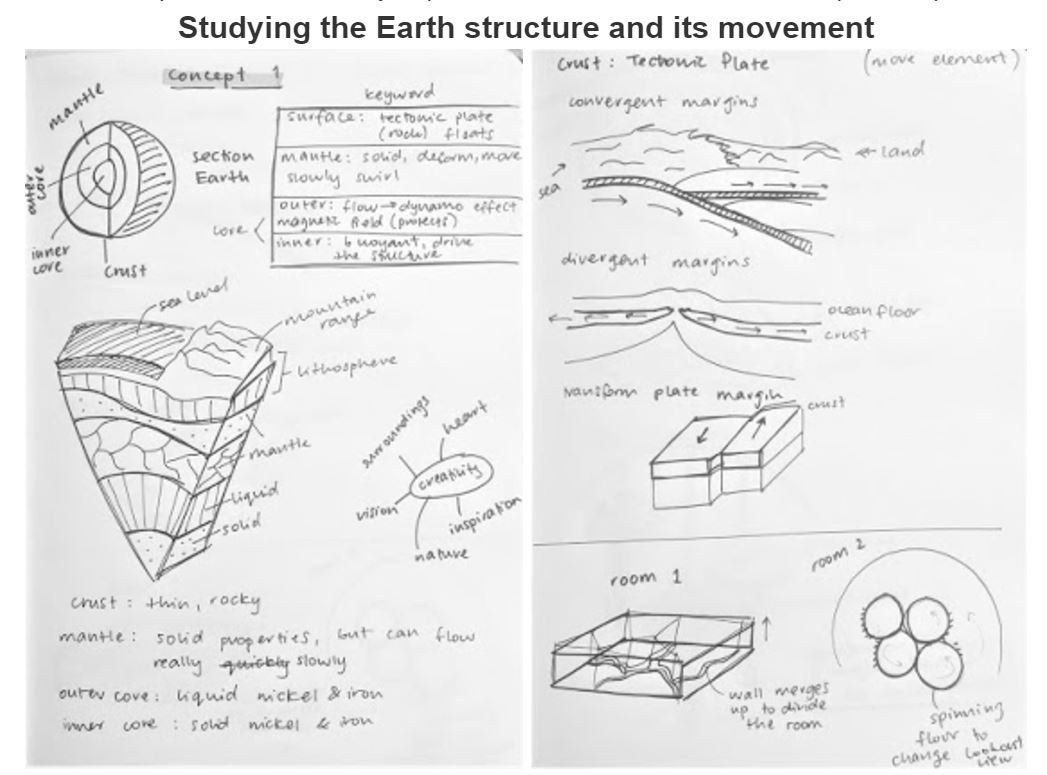 Studying the Earth structure and its movement
Concept 1
mantle
outer core
inner core
crust
section
Earth
keyword
surface: tectonic plate
(rock) floats
mantle: solid, deform, move
slowly swirl
core
outer: flow → dynamo effect
magnetic field (protects)
inner: buoyant, drive
the structure
sea level
mountain
range
lithosphere
mantle
liquid
solid
surroundings
heart
creativity
vision
inspiration
nature
crust: thin, rocky
mantle: solid properties, but can flow
really quickly slowly
outer core: liquid nickel & iron
inner core: solid nickel & iron
Crust: Tectonic Plate (move element)
convergent margins
land
sea
divergent margins
ocean floor
crust
transform plate margin
crust
room 1
wall merges
up to divide
the room
room 2
spinning
floor to
change lookout
view